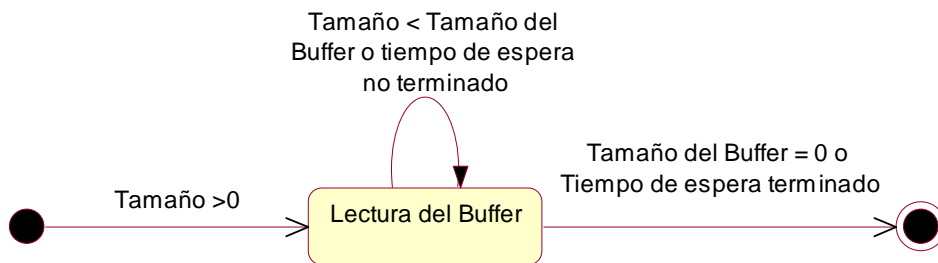 Tamaño < Tamaño del
Buffer o tiempo de espera
no terminado
Tamaño del Buffer = 0 o
Tiempo de espera terminado
Tamaño >0
Lectura del Buffer